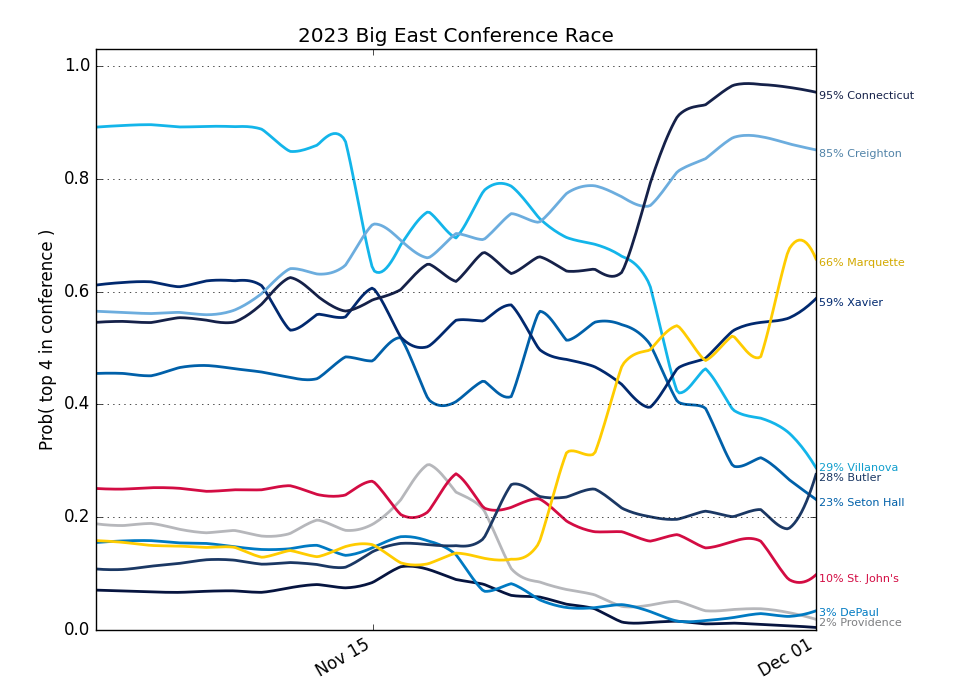 2023 Big East Conference Race
Prob( top 4 in conference )
1.0
0.8
0.6
0.4
0.2
0.0
Nov 15
Dec 01
95% Connecticut
85% Creighton
66% Marquette
59% Xavier
29% Villanova
28% Butler
23% Seton Hall
10% St. John's
3% DePaul
2% Providence